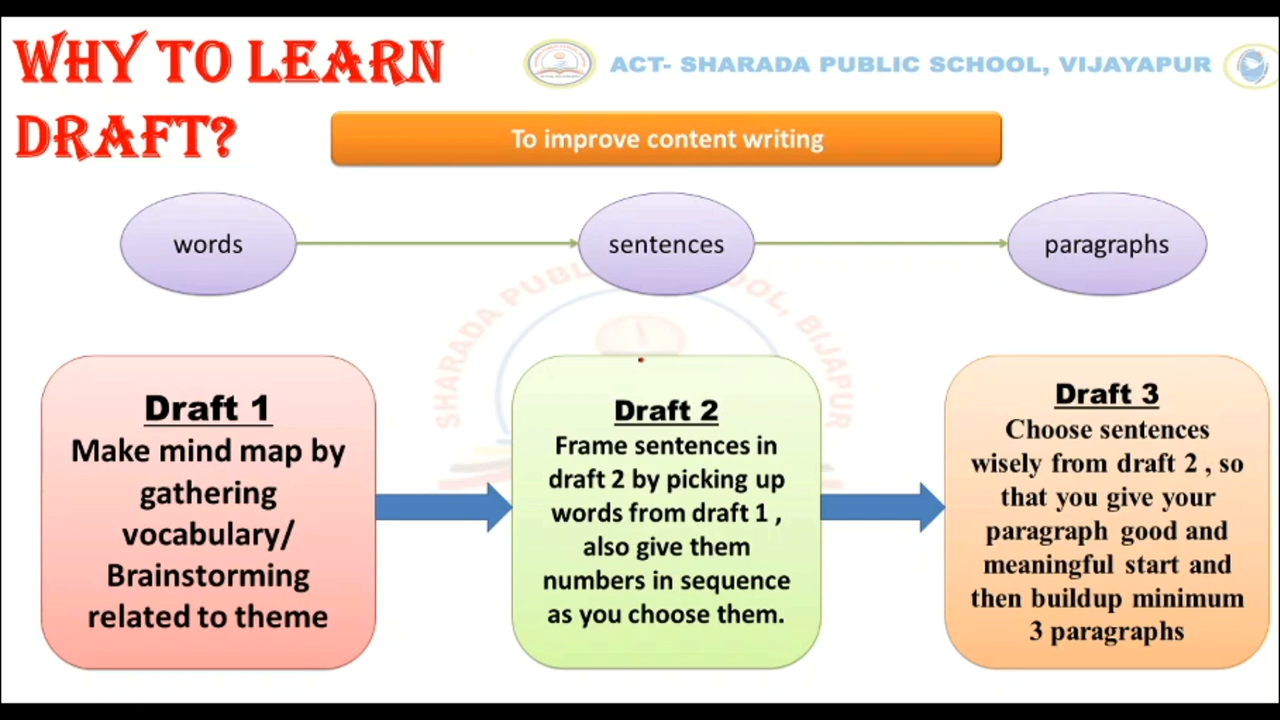 WHY TO LEARN
DRAFT?
ACT- SHARADA PUBLIC SCHOOL, VIJAYAPUR
To improve content writing
words
sentences
paragraphs
SHARADA PUBLIC SCHOOL, BIJAPUR
Draft 1
Make mind map by
gathering
vocabulary/
Brainstorming
related to theme
Draft 2
Frame sentences in
draft 2 by picking up
words from draft 1 ,
also give them
numbers in sequence
as you choose them.
Draft 3
Choose sentences
wisely from draft 2 , so
that you give your
paragraph good and
meaningful start and
then buildup minimum
3 paragraphs